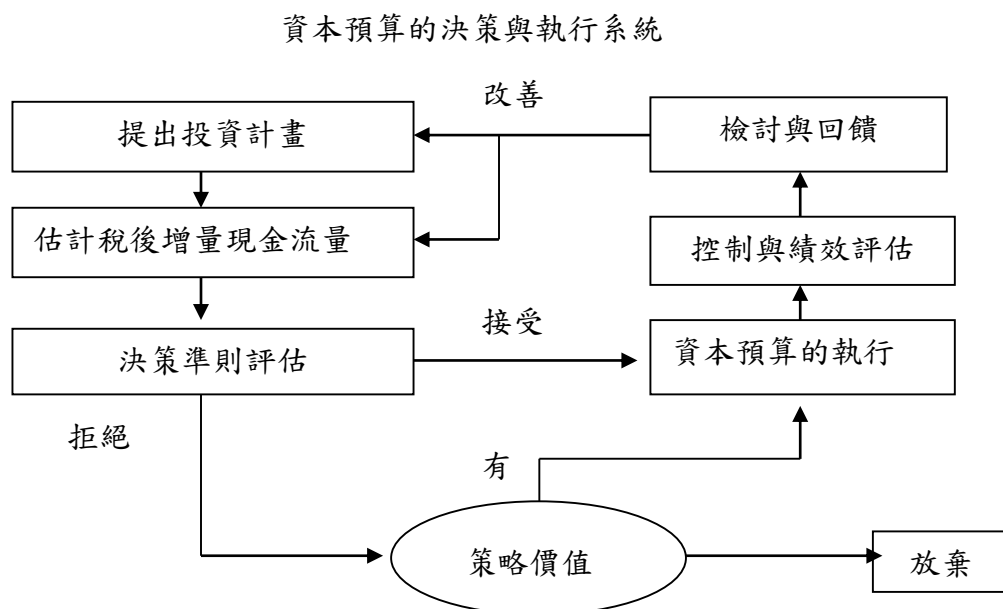 資本預算的決策與執行系統
改善
提出投資計畫
檢討與回饋
估計稅後增量現金流量
控制與績效評估
接受
決策準則評估
資本預算的執行
拒絕
有
策略價值
放棄